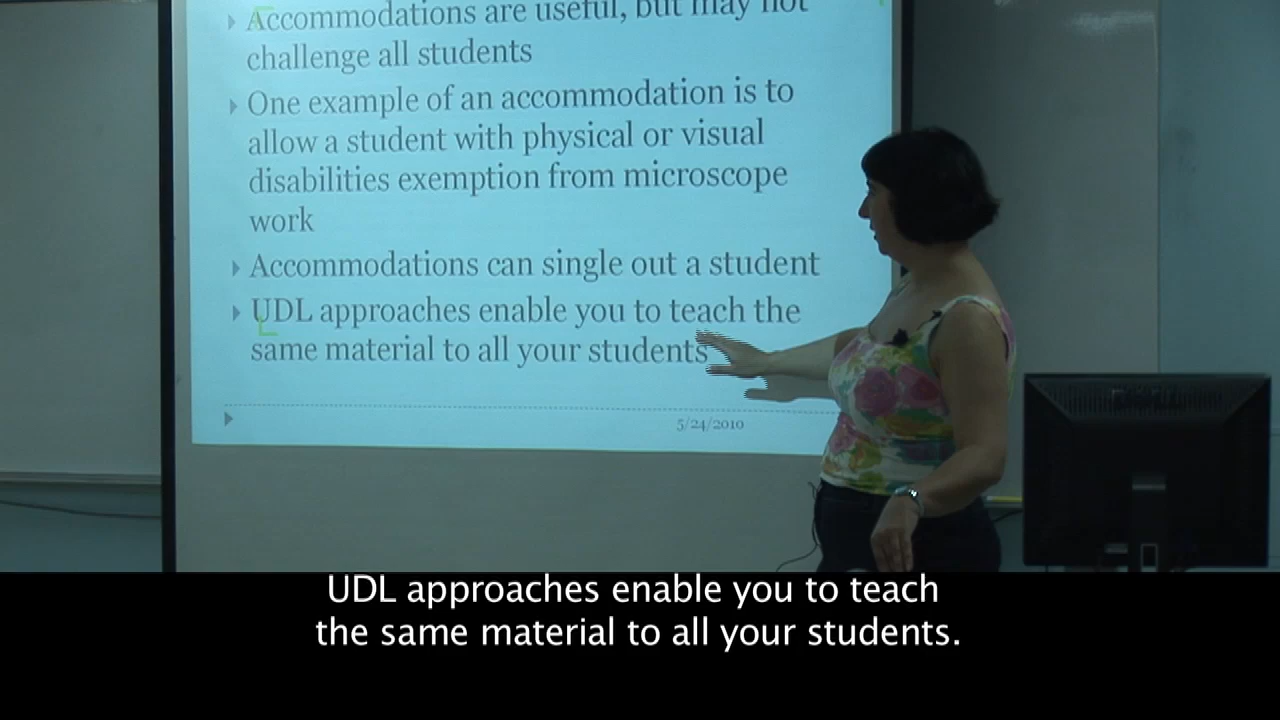 Accommodations are useful, but may not
challenge all students
One example of an accommodation is to
allow a student with physical or visual
disabilities exemption from microscope
work
Accommodations can single out a student
UDL approaches enable you to teach the
same material to all your students
5/24/2010
UDL approaches enable you to teach
the same material to all your students.